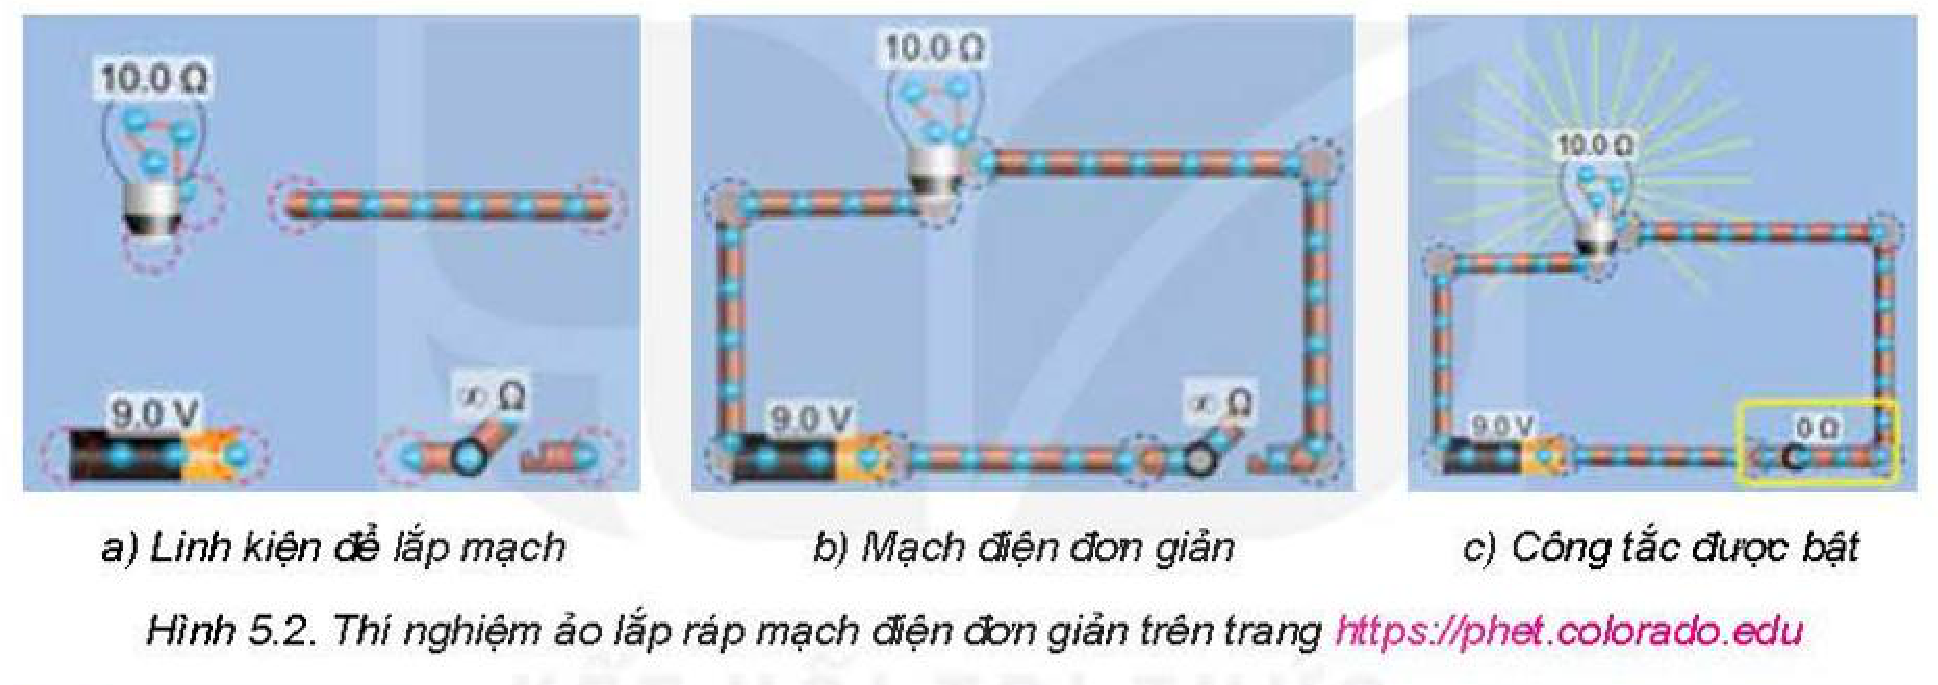 10.0 Ω
9.0 V
∞ Ω
10.0 Ω
9.0 V
∞ Ω
10.0 Ω
9.0 V
0 Ω
a) Linh kiện để lắp mạch
b) Mạch điện đơn giản
c) Công tắc được bật
Hình 5.2. Thí nghiệm ảo lắp ráp mạch điện đơn giản trên trang https://phet.colorado.edu